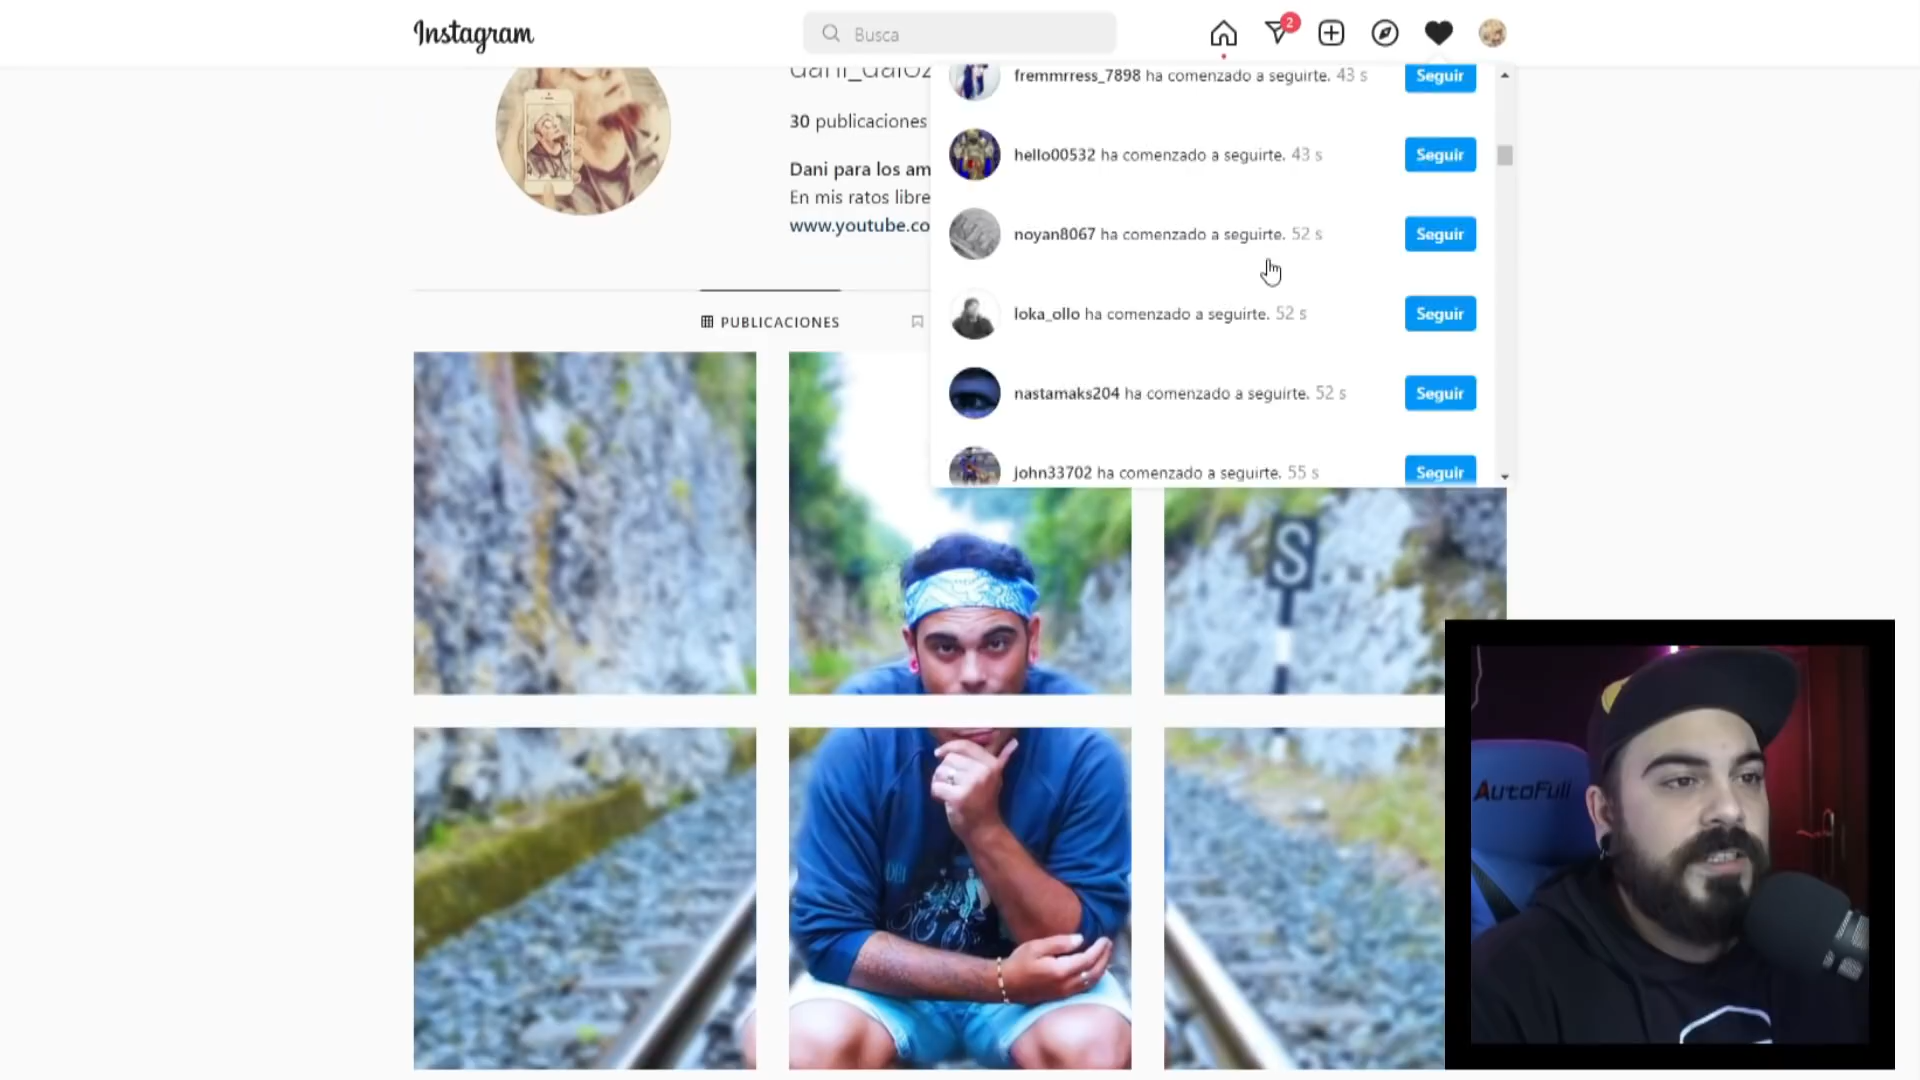 Instagram
Busca
2
fremmrress_7898 ha comenzado a seguirte. 43 s
Seguir
30 publicaciones
hello00532 ha comenzado a seguirte. 43 s
Seguir
Dani para los am
En mis ratos libre
www.youtube.co
noyan8067 ha comenzado a seguirte. 52 s
Seguir
loka_ollo ha comenzado a seguirte. 52 s
Seguir
PUBLICACIONES
nastamaks204 ha comenzado a seguirte. 52 s
Seguir
john33702 ha comenzado a seguirte. 55 s
Seguir
S
AutoFull